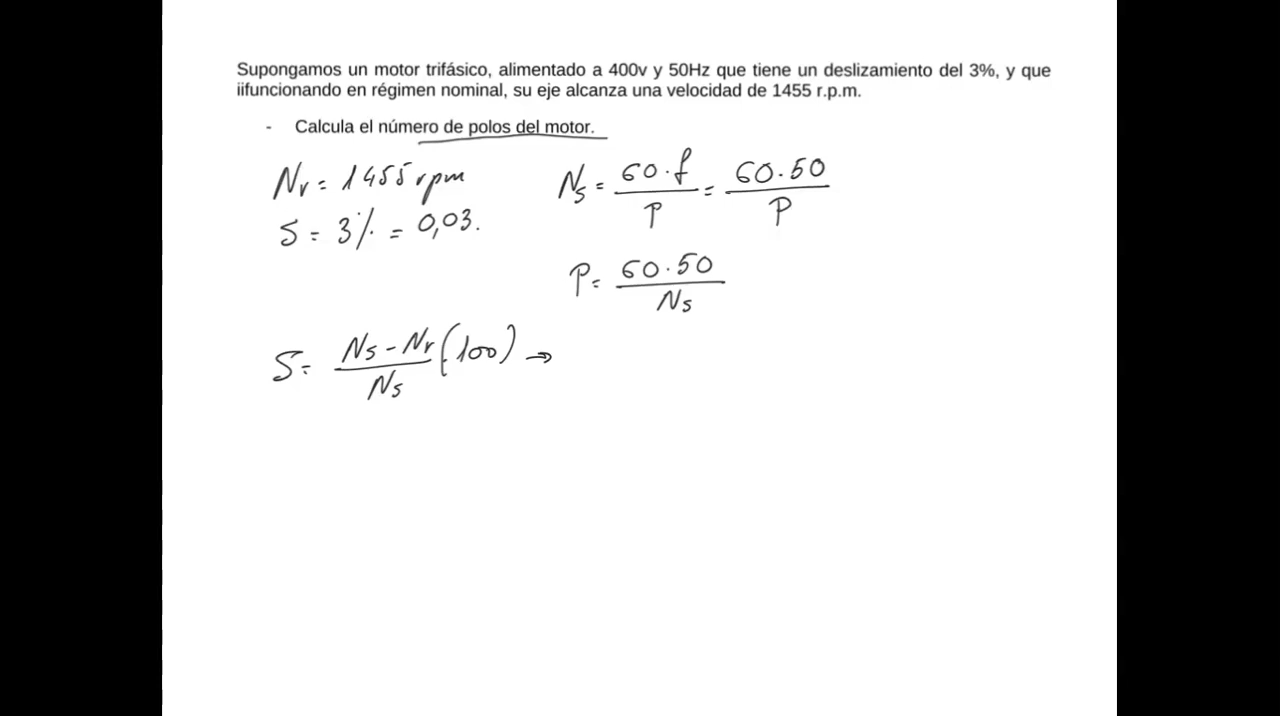 Supongamos un motor trifásico, alimentado a 400v y 50Hz que tiene un deslizamiento del 3%, y que
iifuncionando en régimen nominal, su eje alcanza una velocidad de 1455 r.p.m.
- Calcula el número de polos del motor.
Nr = 1455 rpm
S = 3% = 0,03.
Ns = 60·f / P = 60·50 / P
P = 60·50 / Ns
S = Ns - Nr / Ns (·100) →